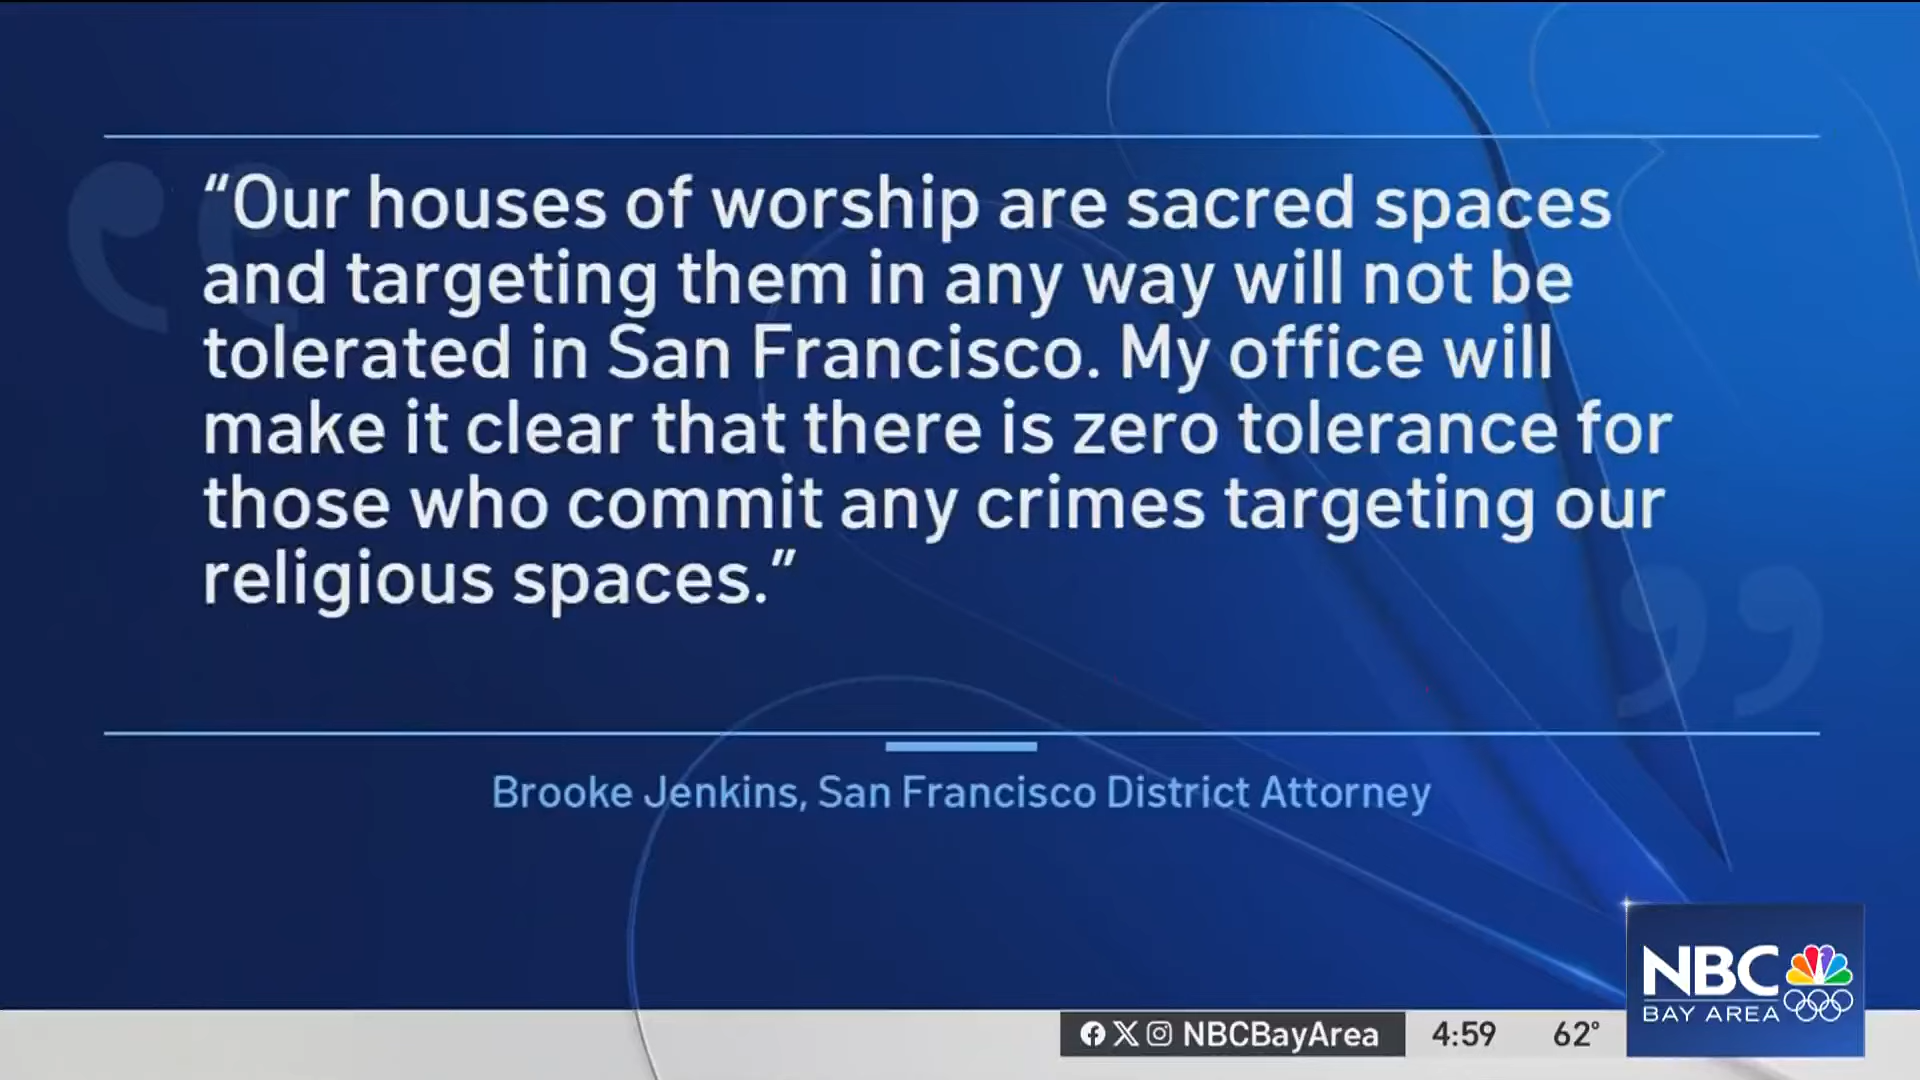 “Our houses of worship are sacred spaces
and targeting them in any way will not be
tolerated in San Francisco. My office will
make it clear that there is zero tolerance for
those who commit any crimes targeting our
religious spaces.”
Brooke Jenkins, San Francisco District Attorney
NBC
BAY AREA
NBCBayArea 4:59 62°